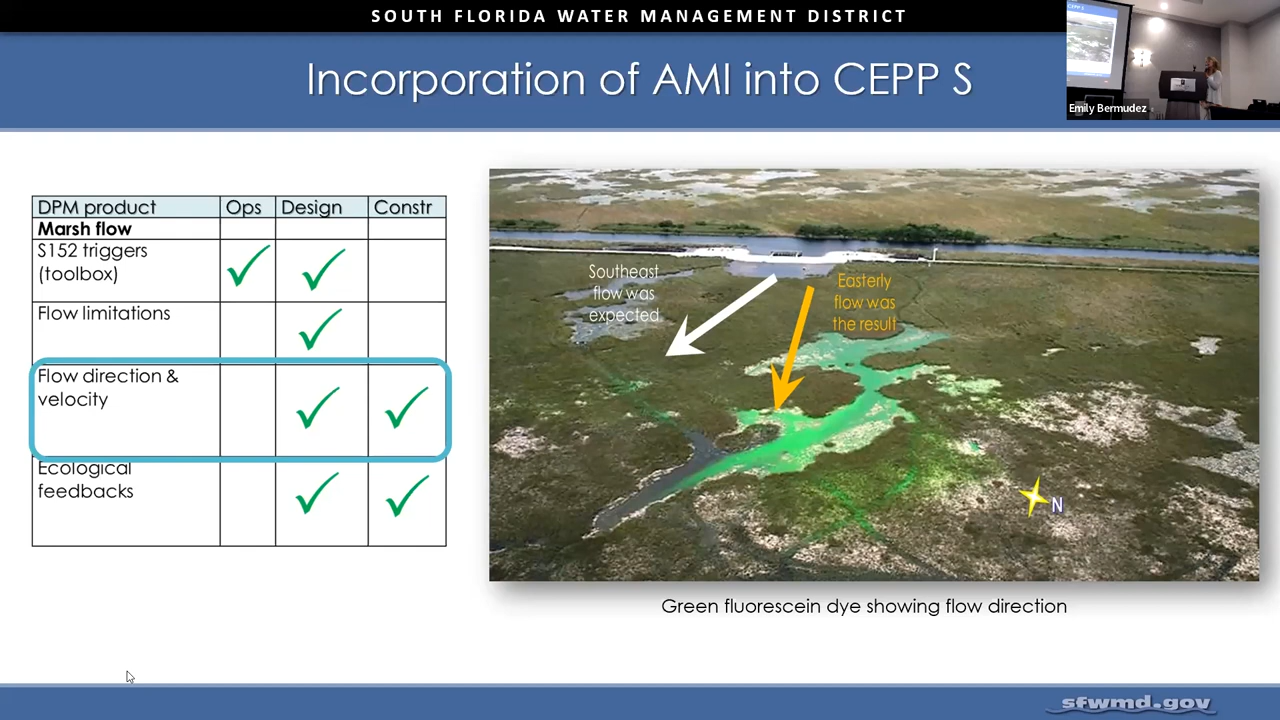 SOUTH FLORIDA WATER MANAGEMENT DISTRICT
Incorporation of AMI into CEPP S
Emily Bermudez
DPM product Ops Design Constr
Marsh flow
S152 triggers
(toolbox)
Flow limitations
Flow direction &
velocity
Ecological
feedbacks
Southeast
flow was
expected
Easterly
flow was
the result
N
Green fluorescein dye showing flow direction
sfwmd.gov